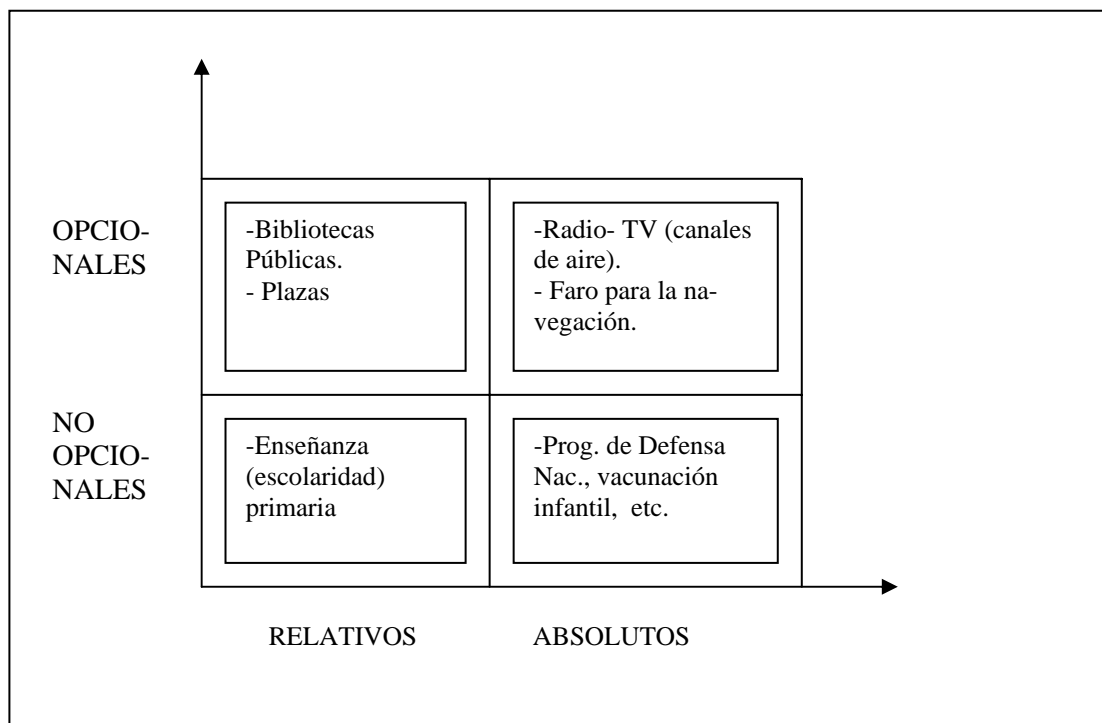 OPCIO-
NALES
-Bibliotecas
Públicas.
- Plazas
-Radio- TV (canales
de aire).
- Faro para la na-
vegación.
NO
OPCIO-
NALES
-Enseñanza
(escolaridad)
primaria
-Prog. de Defensa
Nac., vacunación
infantil,  etc.
RELATIVOS
ABSOLUTOS